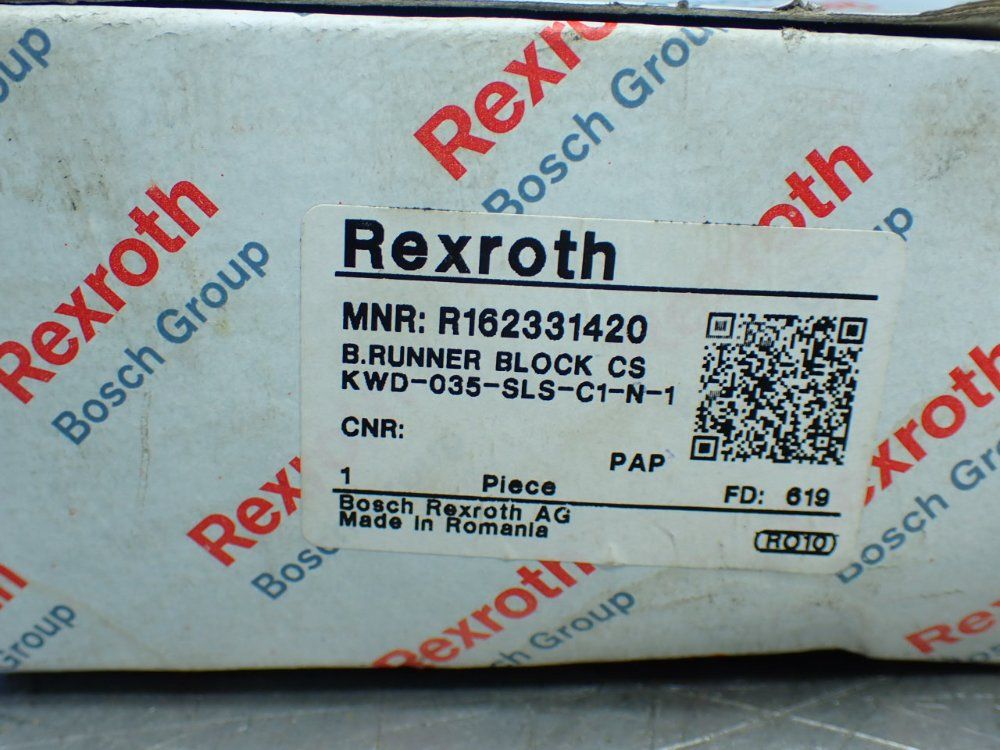 Rexroth
Bosch Group
Rexroth
Bosch Group
Rexroth
MNR: R162331420
B.RUNNER BLOCK CS
KWD-035-SLS-C1-N-1
CNR:
PAP
1 Piece
FD: 619
Bosch Rexroth AG
Made in Romania
RO10
Rexroth
Bosch Group
Rexroth
Group